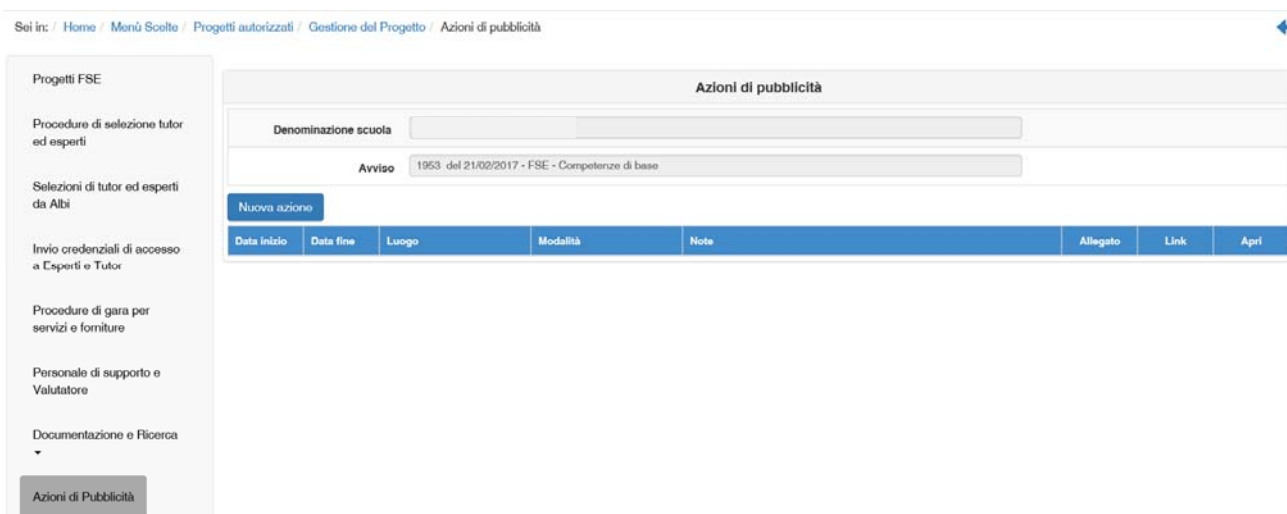 Sei in: / Home / Menù Scelte / Progetti autorizzati / Gestione del Progetto / Azioni di pubblicità
Progetti FSE
Procedure di selezione tutor
ed esperti
Selezioni di tutor ed esperti
da Albi
Invio credenziali di accesso
a Esperti e Tutor
Procedure di gara per
servizi e forniture
Personale di supporto e
Valutatore
Documentazione e Ricerca
Azioni di Pubblicità
Azioni di pubblicità
Denominazione scuola
Avviso 1953 del 21/02/2017 - FSE - Competenze di base
Nuova azione
Data inizio Data fine Luogo Modalità Note Allegato Link Apri